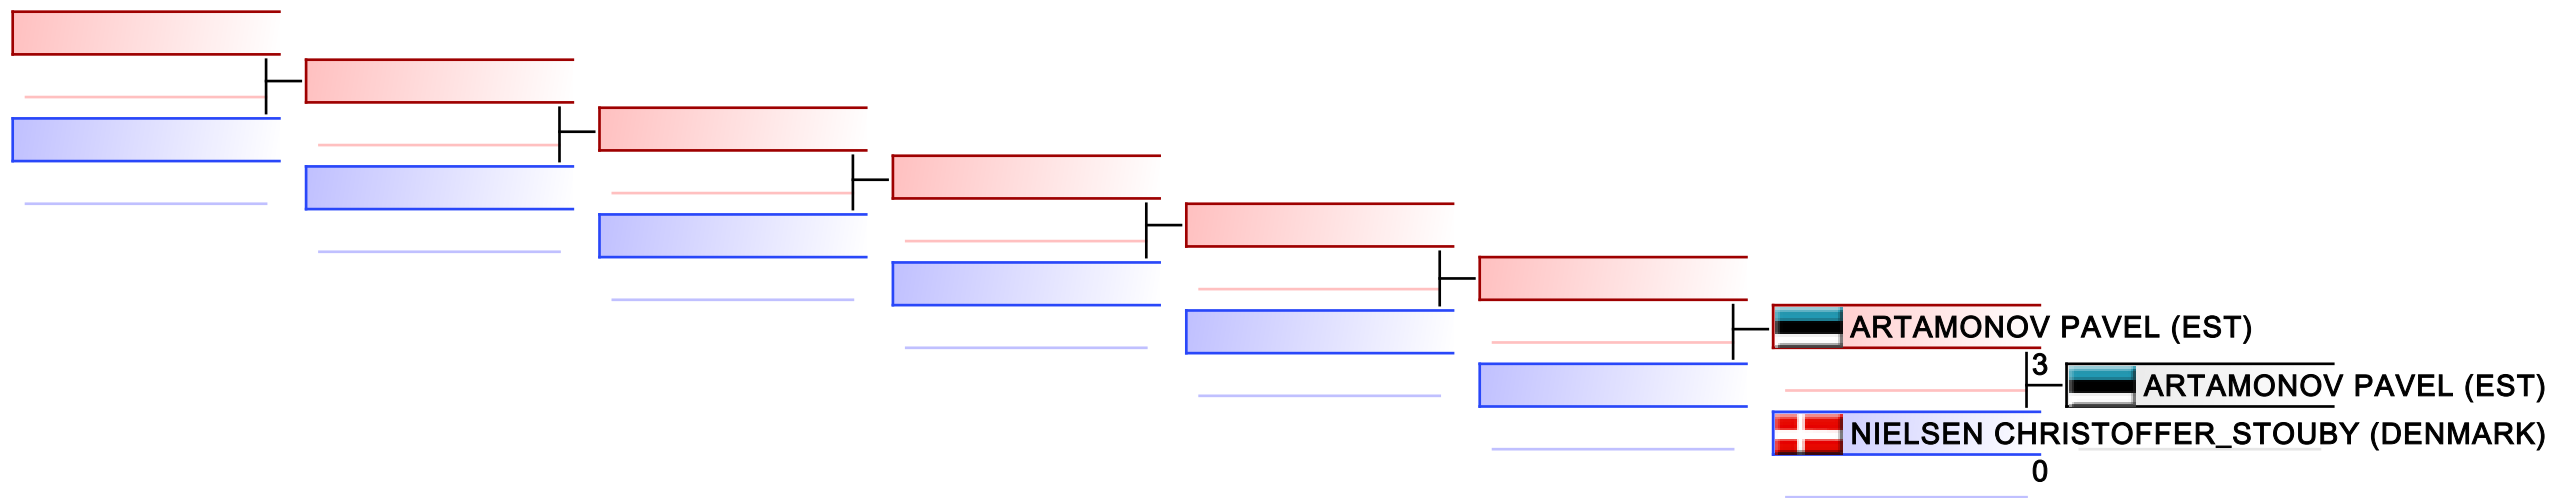 ARTAMONOV PAVEL (EST)
3
ARTAMONOV PAVEL (EST)
NIELSEN CHRISTOFFER_STOUBY (DENMARK)
0